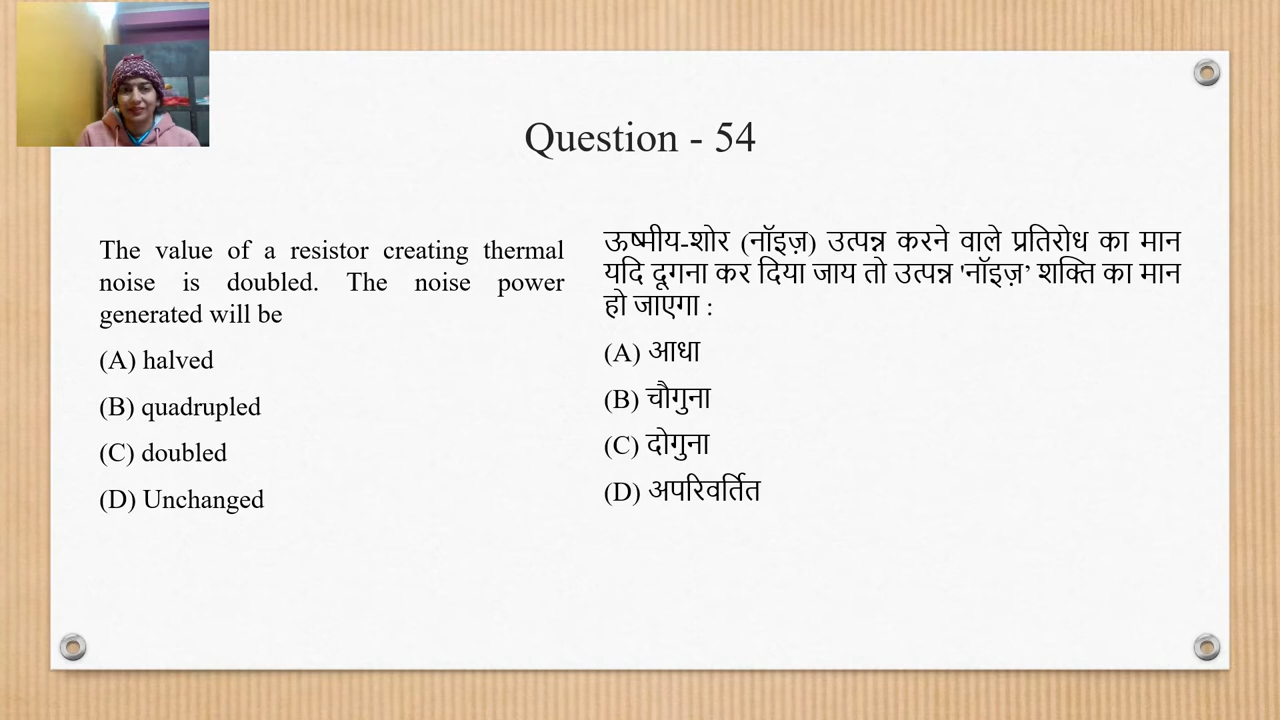 Question - 54
The value of a resistor creating thermal
noise is doubled. The noise power
generated will be
(A) halved
(B) quadrupled
(C) doubled
(D) Unchanged
ऊष्मीय-शोर (नॉइज़) उत्पन्न करने वाले प्रतिरोध का मान
यदि दूगना कर दिया जाय तो उत्पन्न 'नॉइज़’ शक्ति का मान
हो जाएगा :
(A) आधा
(B) चौगुना
(C) दोगुना
(D) अपरिवर्तित